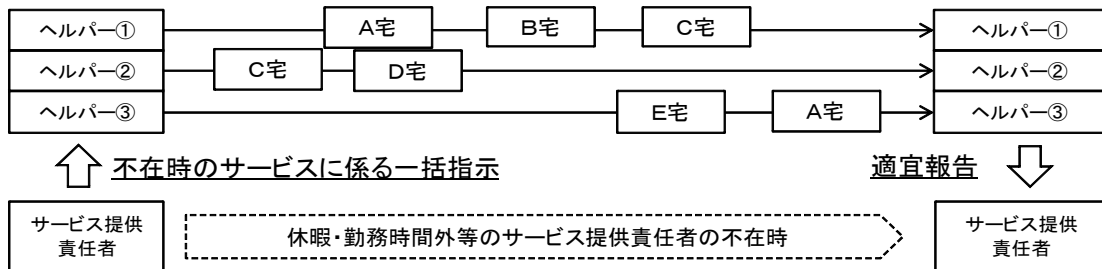 ヘルパー① A宅 B宅 C宅 ヘルパー①
ヘルパー② C宅 D宅 ヘルパー②
ヘルパー③ E宅 A宅 ヘルパー③
不在時のサービスに係る一括指示 適宜報告
サービス提供
責任者
休暇・勤務時間外等のサービス提供責任者の不在時
サービス提供
責任者